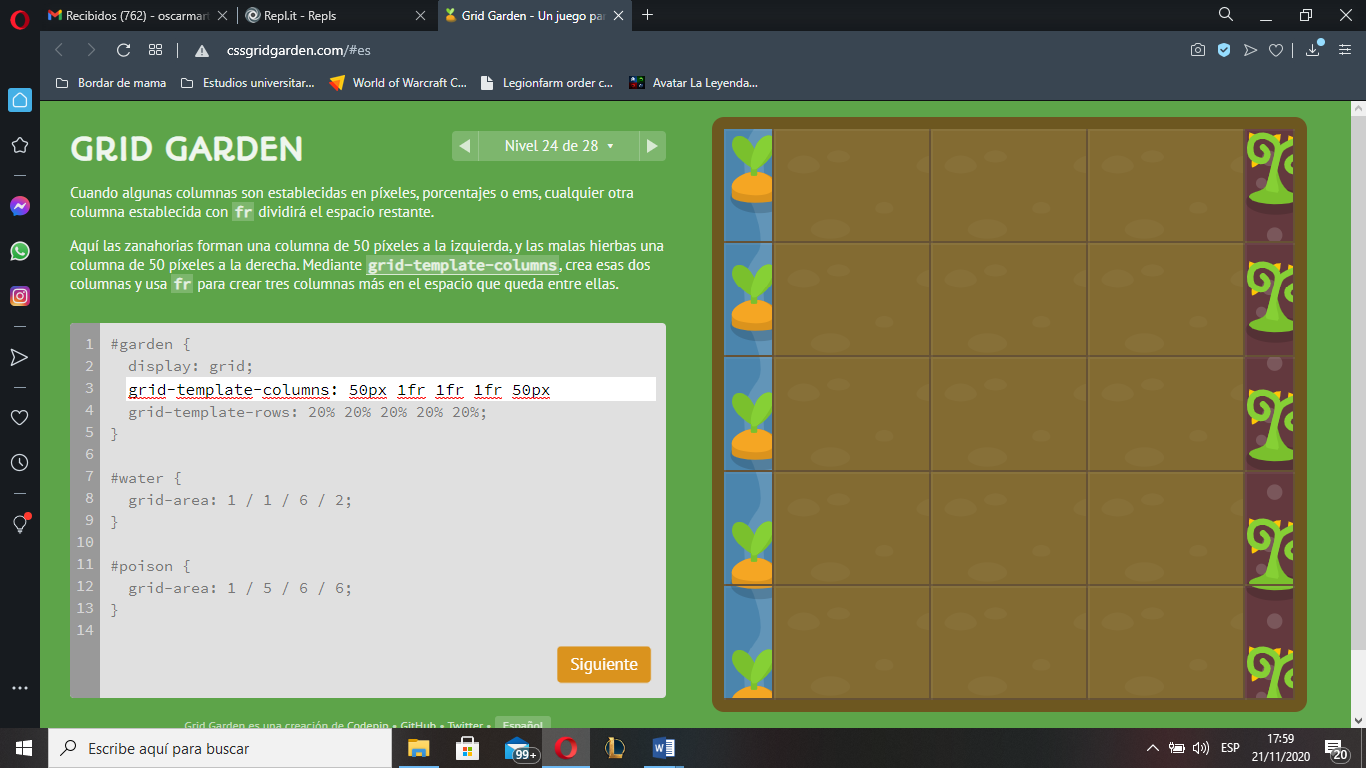 Recibidos (762) - oscarmar
Repl.it - Repls
Grid Garden - Un juego par
cssgridgarden.com/#es
Bordar de mama
Estudios universitar...
World of Warcraft C...
Legionfarm order c...
Avatar La Leyenda...
GRID GARDEN
Nivel 24 de 28
Cuando algunas columnas son establecidas en píxeles, porcentajes o ems, cualquier otra
columna establecida con fr dividirá el espacio restante.
Aquí las zanahorias forman una columna de 50 píxeles a la izquierda, y las malas hierbas una
columna de 50 píxeles a la derecha. Mediante grid-template-columns, crea esas dos
columnas y usa fr para crear tres columnas más en el espacio que queda entre ellas.
1 #garden {
2 display: grid;
3 grid-template-columns: 50px 1fr 1fr 1fr 50px
4 grid-template-rows: 20% 20% 20% 20% 20%;
5 }
6
7 #water {
8 grid-area: 1 / 1 / 6 / 2;
9 }
10
11 #poison {
12 grid-area: 1 / 5 / 6 / 6;
13 }
14
Siguiente
Grid Garden es una creación de Codepip • GitHub • Twitter • Español
Escribe aquí para buscar
99+
ESP
17:59
21/11/2020
20